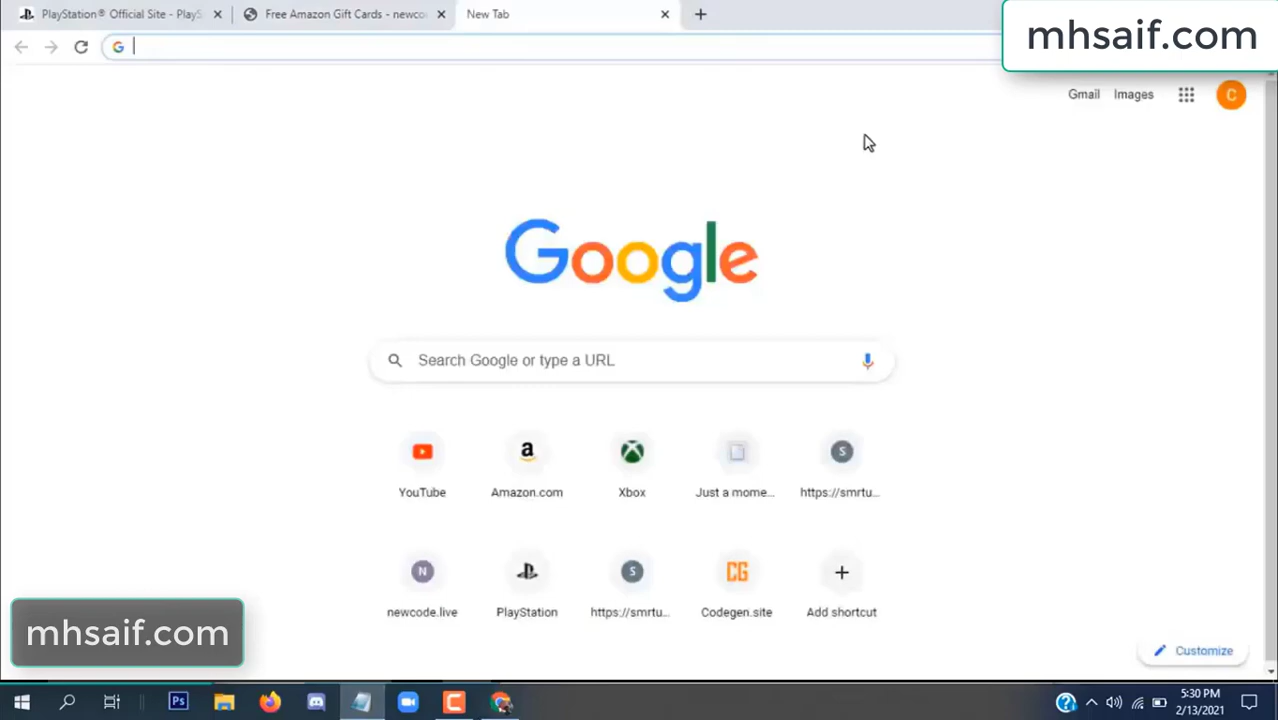 PlayStation® Official Site - PlayS
Free Amazon Gift Cards - newco
New Tab
mhsaif.com
Gmail Images C
Google
Search Google or type a URL
YouTube
Amazon.com
Xbox
Just a mome...
S
https://smrtu...
N
newcode.live
PlayStation
S
https://smrtu...
CG
Codegen.site
Add shortcut
Customize
mhsaif.com
Ps
5:30 PM
2/13/2021